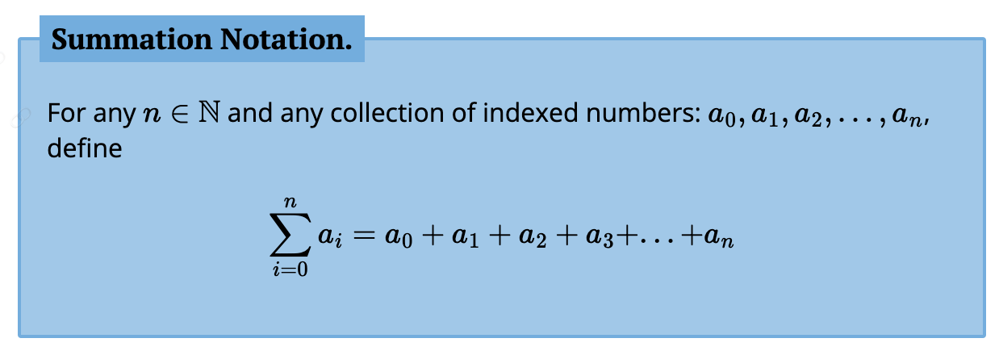 Summation Notation.
For any n ∈ ℕ and any collection of indexed numbers: a₀, a₁, a₂, . . . , aₙ,
define
∑ᵢ₌₀ⁿ aᵢ = a₀ + a₁ + a₂ + a₃+. . . +aₙ